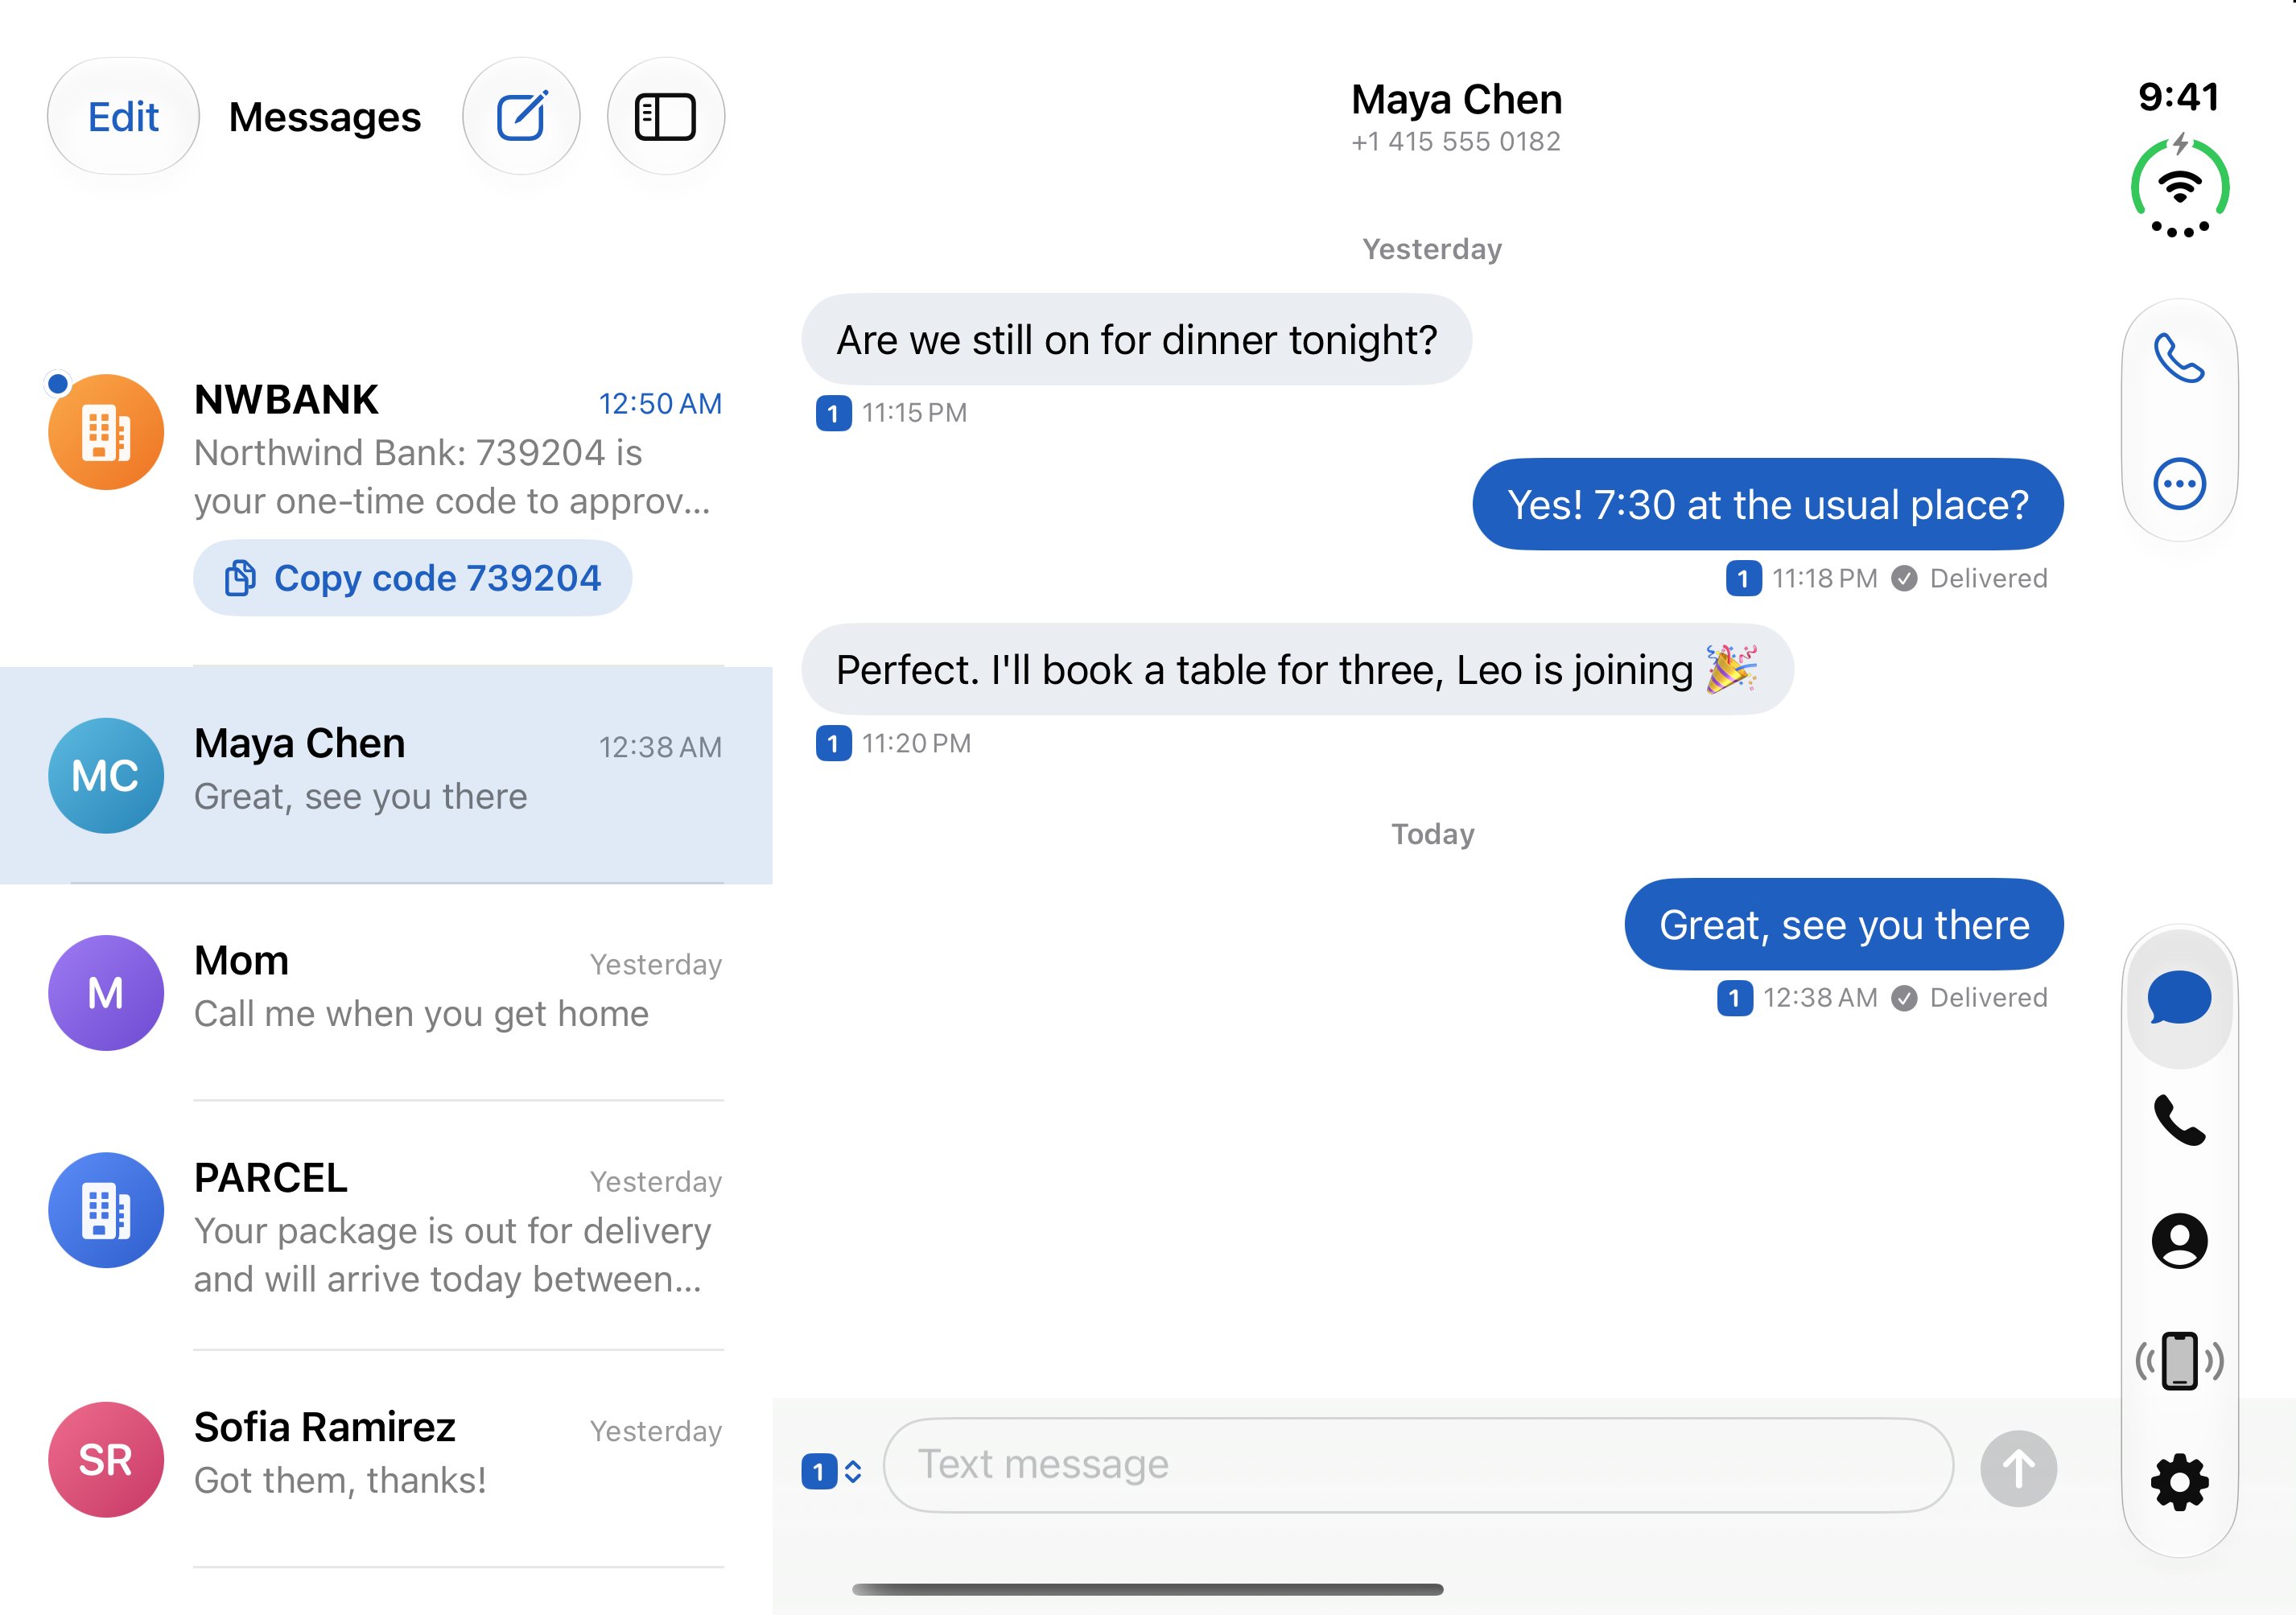 Edit
Messages
NWBANK
12:50 AM
Northwind Bank: 739204 is
your one-time code to approv...
Copy code 739204
MC
Maya Chen
12:38 AM
Great, see you there
M
Mom
Yesterday
Call me when you get home
PARCEL
Yesterday
Your package is out for delivery
and will arrive today between...
SR
Sofia Ramirez
Yesterday
Got them, thanks!
Maya Chen
+1 415 555 0182
Yesterday
Are we still on for dinner tonight?
1 11:15 PM
Yes! 7:30 at the usual place?
1 11:18 PM Delivered
Perfect. I'll book a table for three, Leo is joining 🎉
1 11:20 PM
Today
Great, see you there
1 12:38 AM Delivered
1
Text message
9:41